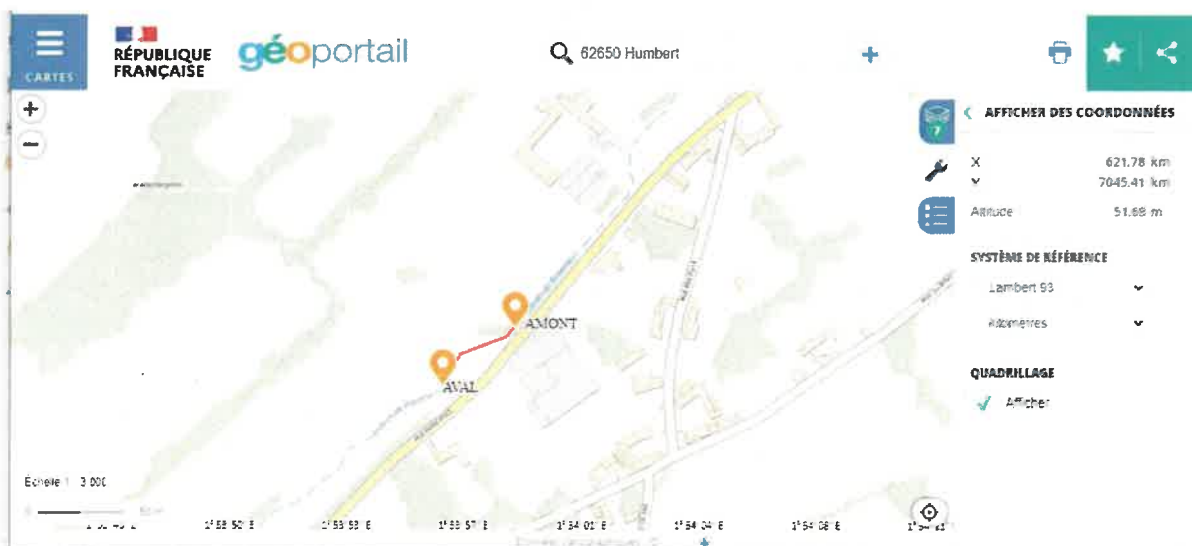 CARTES
RÉPUBLIQUE
FRANÇAISE
géoportail
62650 Humbert
7
AFFICHER DES COORDONNÉES
X 621.78 km
Y 7045.41 km
Altitude 51.68 m
SYSTÈME DE RÉFÉRENCE
Lambert 93
Kilomètres
QUADRILLAGE
Afficher
AMONT
AVAL
Échelle 1 3 000
1° 53' 50" E
1° 53' 53" E
1° 53' 57" E
1° 54' 01" E
1° 54' 04" E
1° 54' 08" E